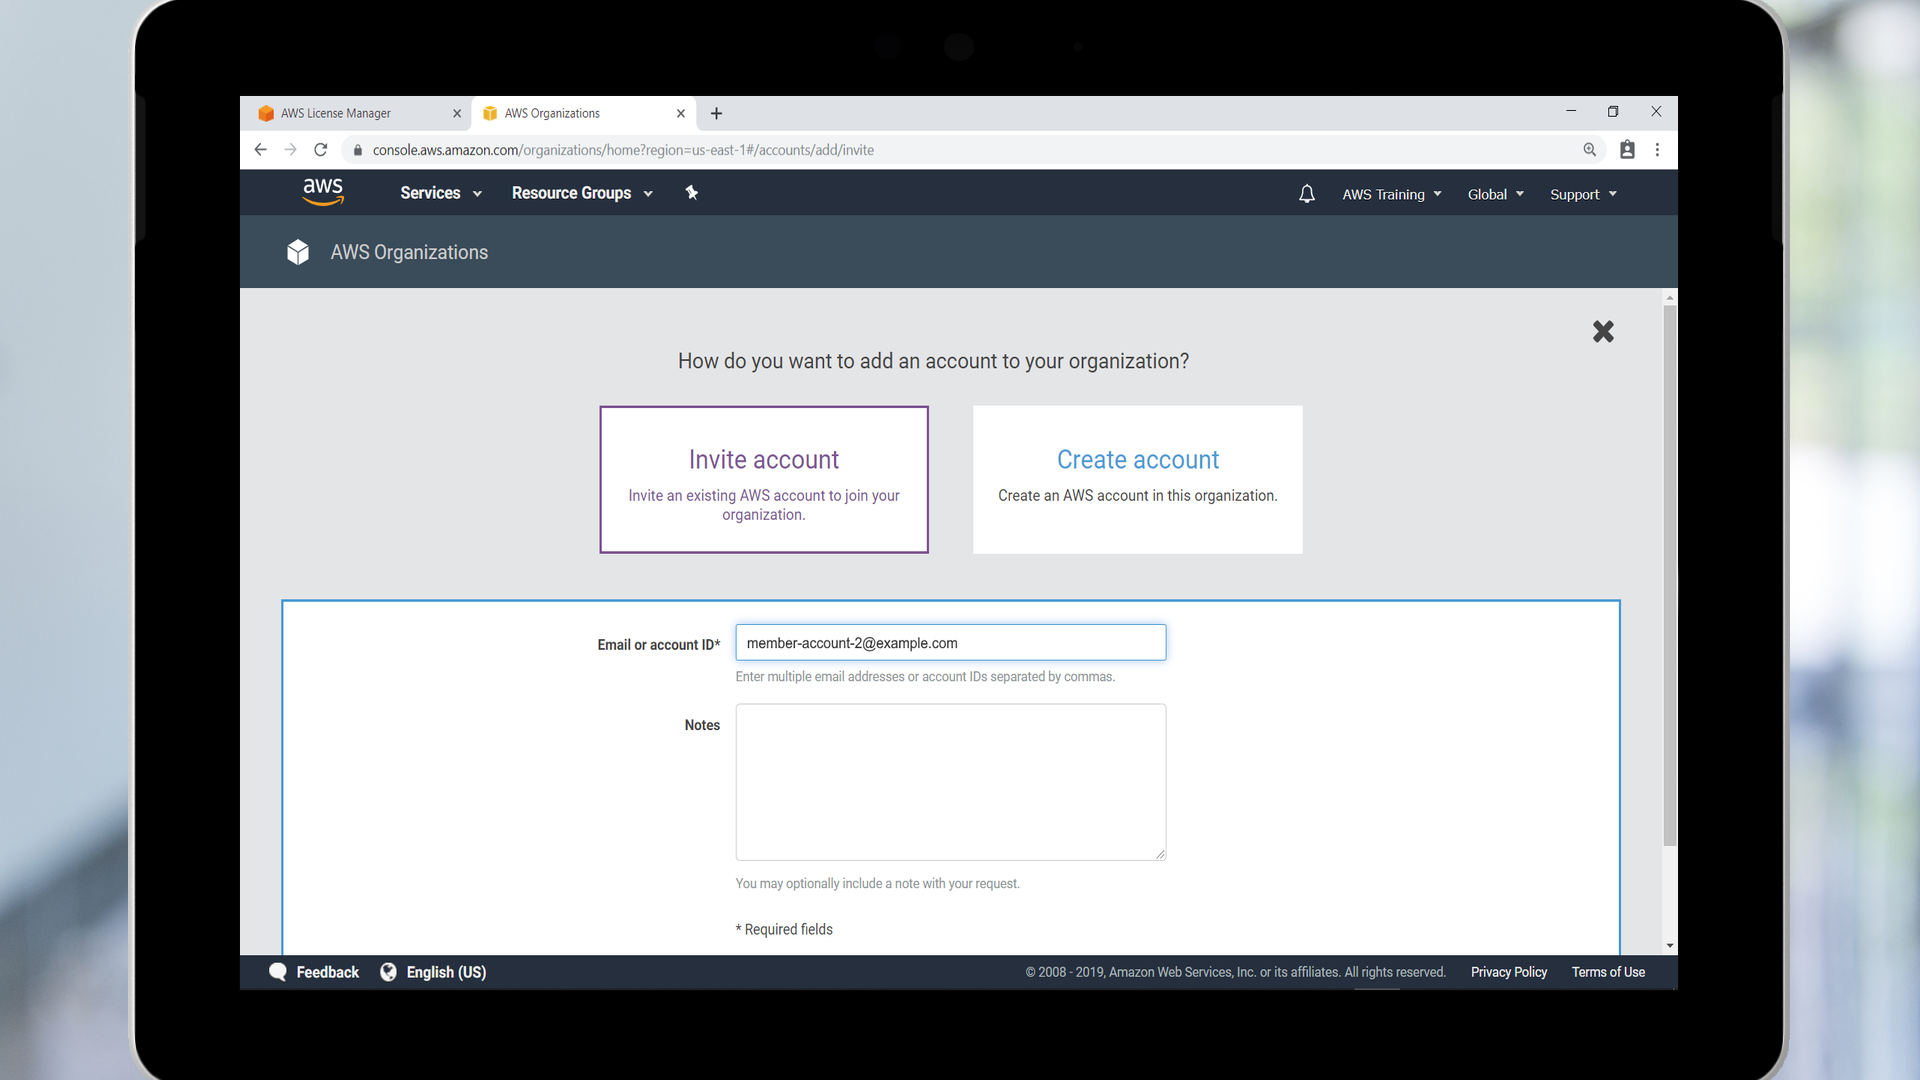 AWS License Manager
AWS Organizations
console.aws.amazon.com/organizations/home?region=us-east-1#/accounts/add/invite
aws
Services
Resource Groups
AWS Training
Global
Support
AWS Organizations
How do you want to add an account to your organization?
Invite account
Invite an existing AWS account to join your
organization.
Create account
Create an AWS account in this organization.
Email or account ID*
member-account-2@example.com
Enter multiple email addresses or account IDs separated by commas.
Notes
You may optionally include a note with your request.
* Required fields
Feedback
English (US)
© 2008 - 2019, Amazon Web Services, Inc. or its affiliates. All rights reserved.
Privacy Policy
Terms of Use